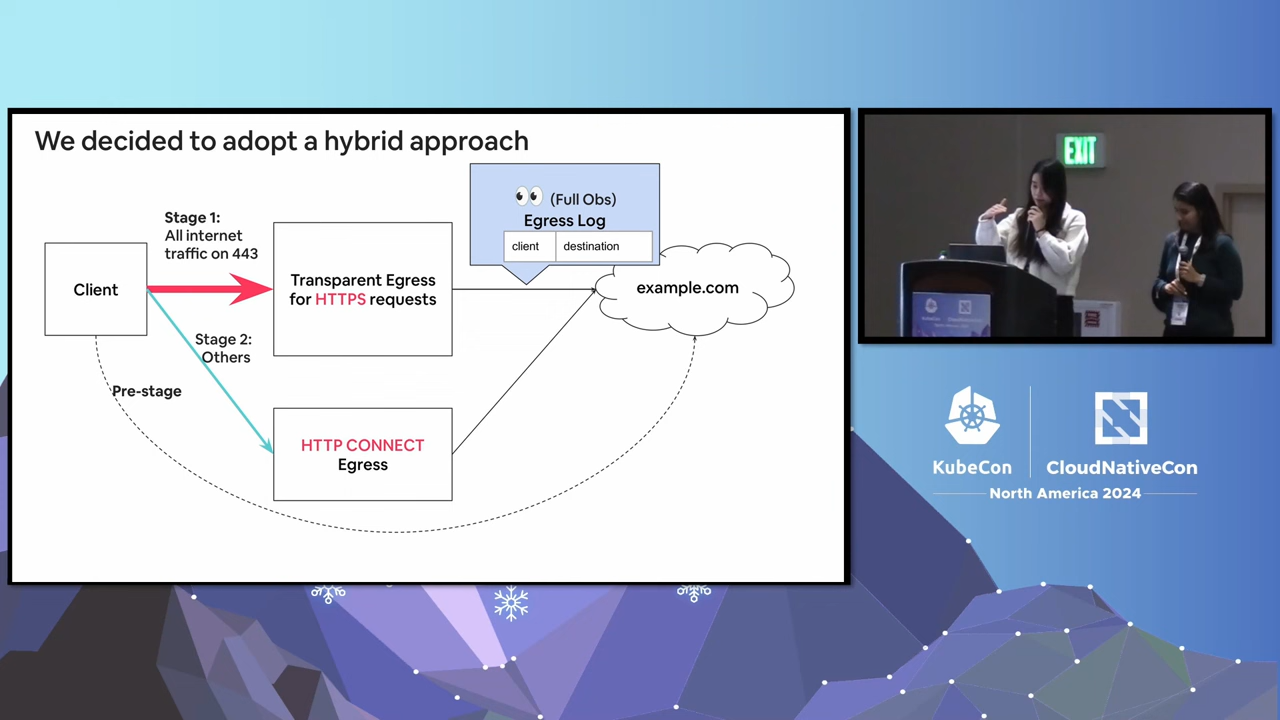 We decided to adopt a hybrid approach
(Full Obs)
Egress Log
client
destination
Stage 1:
All internet
traffic on 443
Client
Transparent Egress
for HTTPS requests
example.com
Stage 2:
Others
Pre-stage
HTTP CONNECT
Egress
EXIT
KubeCon
CloudNativeCon
KubeCon
CloudNativeCon
North America 2024